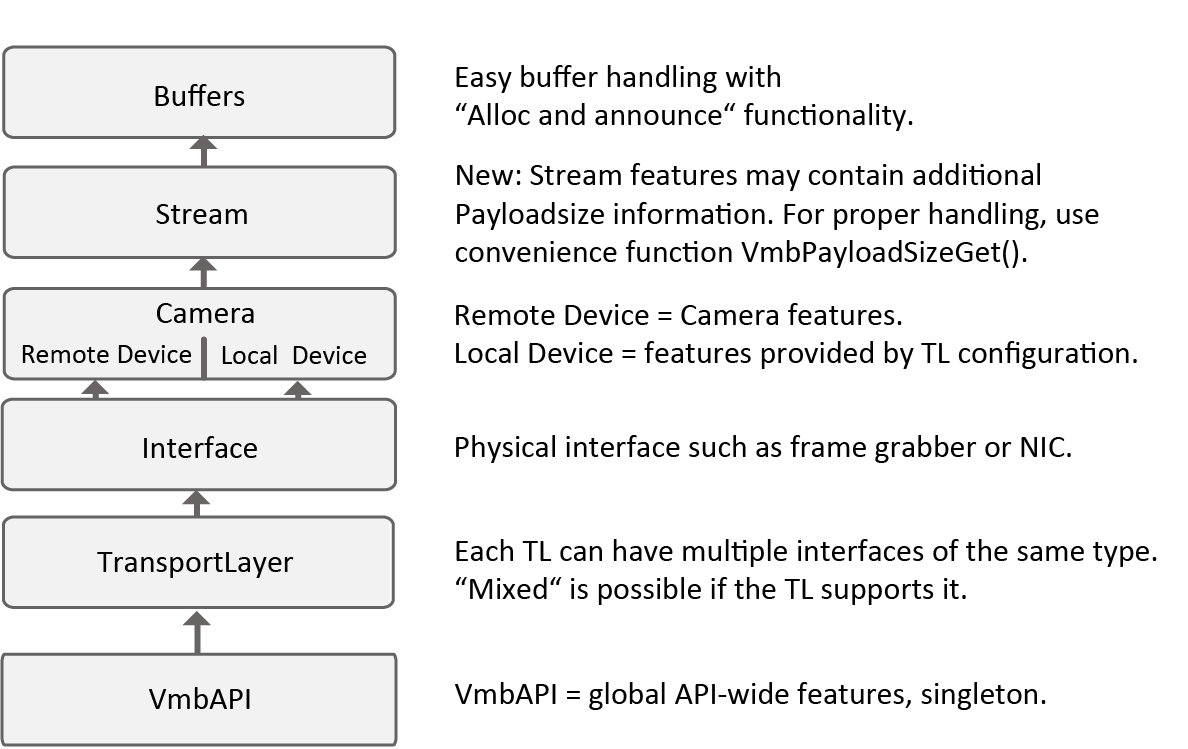 Buffers
Easy buffer handling with
“Alloc and announce“ functionality.
Stream
New: Stream features may contain additional
Payloadsize information. For proper handling, use
convenience function VmbPayloadSizeGet().
Camera
Remote Device Local Device
Remote Device = Camera features.
Local Device = features provided by TL configuration.
Interface
Physical interface such as frame grabber or NIC.
TransportLayer
Each TL can have multiple interfaces of the same type.
“Mixed“ is possible if the TL supports it.
VmbAPI
VmbAPI = global API-wide features, singleton.